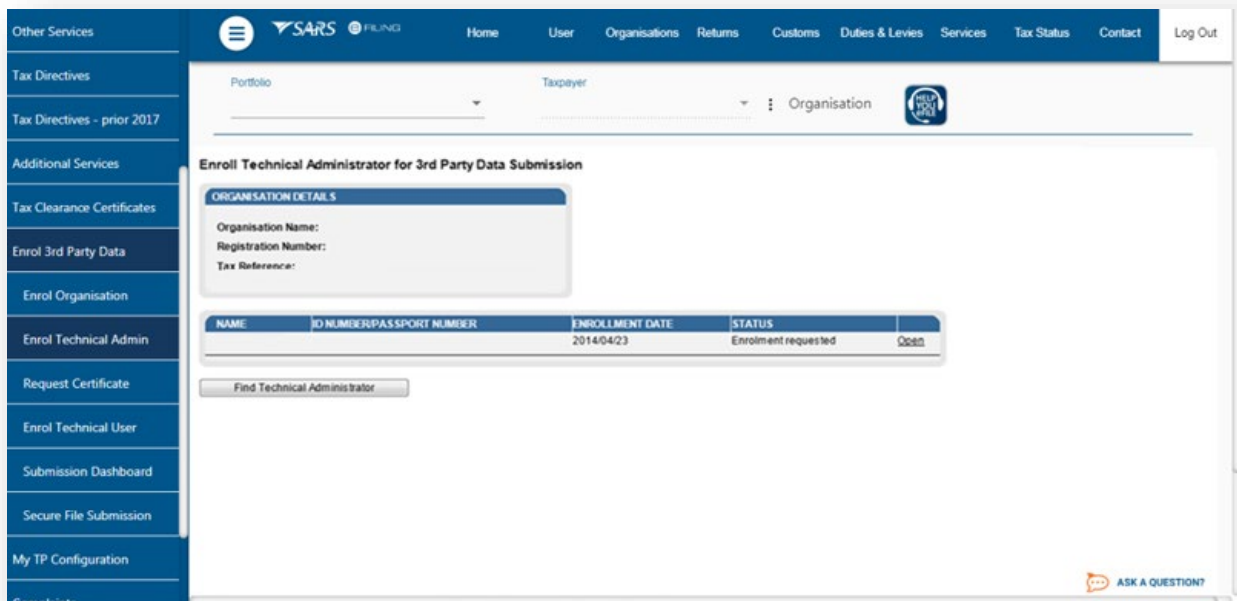 SARS eFILING
Home User Organisations Returns Customs Duties & Levies Services Tax Status Contact Log Out
Other Services
Tax Directives
Tax Directives - prior 2017
Additional Services
Tax Clearance Certificates
Enrol 3rd Party Data
Enrol Organisation
Enrol Technical Admin
Request Certificate
Enrol Technical User
Submission Dashboard
Secure File Submission
My TP Configuration
Portfolio Taxpayer
Organisation
HELP YOU eFILE
Enroll Technical Administrator for 3rd Party Data Submission
ORGANISATION DETAILS
Organisation Name:
Registration Number:
Tax Reference:
NAME ID NUMBER/PASSPORT NUMBER ENROLLMENT DATE STATUS
2014/04/23 Enrolment requested Open
Find Technical Administrator
ASK A QUESTION?